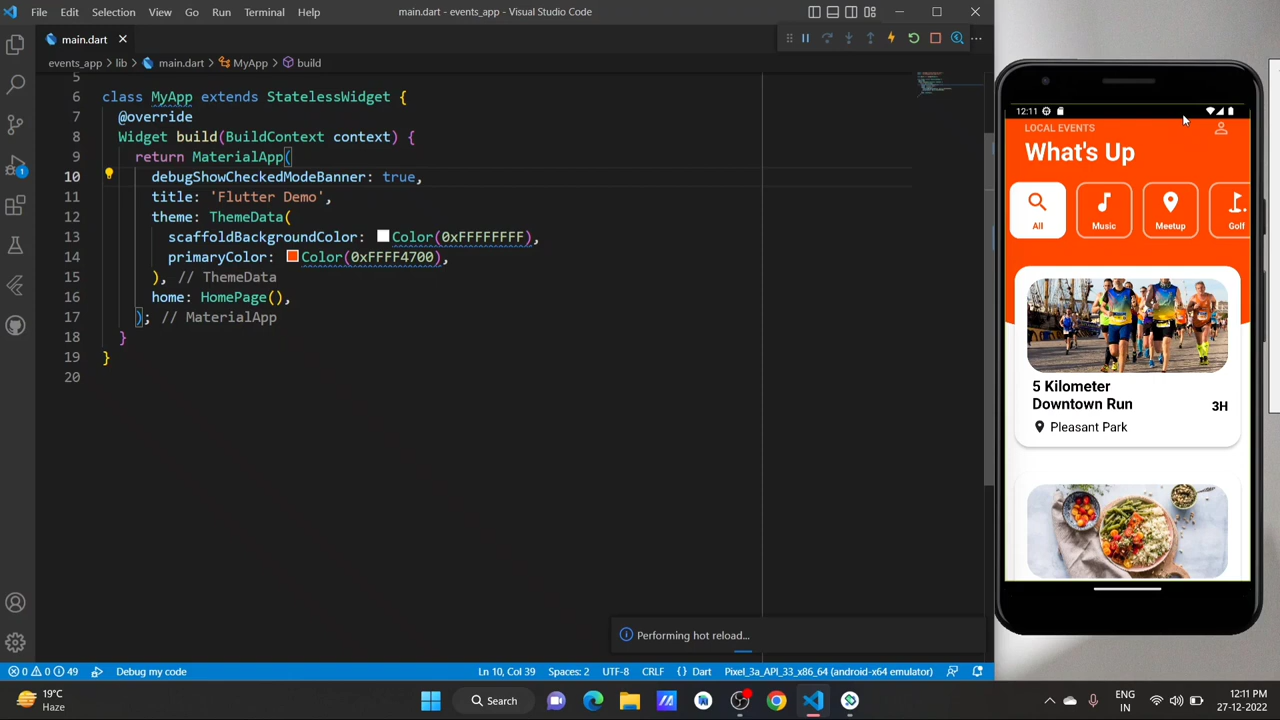 File Edit Selection View Go Run Terminal Help
main.dart - events_app - Visual Studio Code
main.dart
events_app > lib > main.dart > MyApp > build
5
6 class MyApp extends StatelessWidget {
7 @override
8 Widget build(BuildContext context) {
9 return MaterialApp(
10 debugShowCheckedModeBanner: true,
11 title: 'Flutter Demo',
12 theme: ThemeData(
13 scaffoldBackgroundColor: Color(0xFFFFFFFF),
14 primaryColor: Color(0xFFFF4700),
15 ), // ThemeData
16 home: HomePage(),
17 ); // MaterialApp
18 }
19 }
20
Performing hot reload...
1
0 0 49 Debug my code Ln 10, Col 39 Spaces: 2 UTF-8 CRLF {} Dart Pixel_3a_API_33_x86_64 (android-x64 emulator)
12:11
LOCAL EVENTS
What's Up
All Music Meetup Golf
5 Kilometer
Downtown Run
3H
Pleasant Park
19°C
Haze
Search
ENG
IN
12:11 PM
27-12-2022